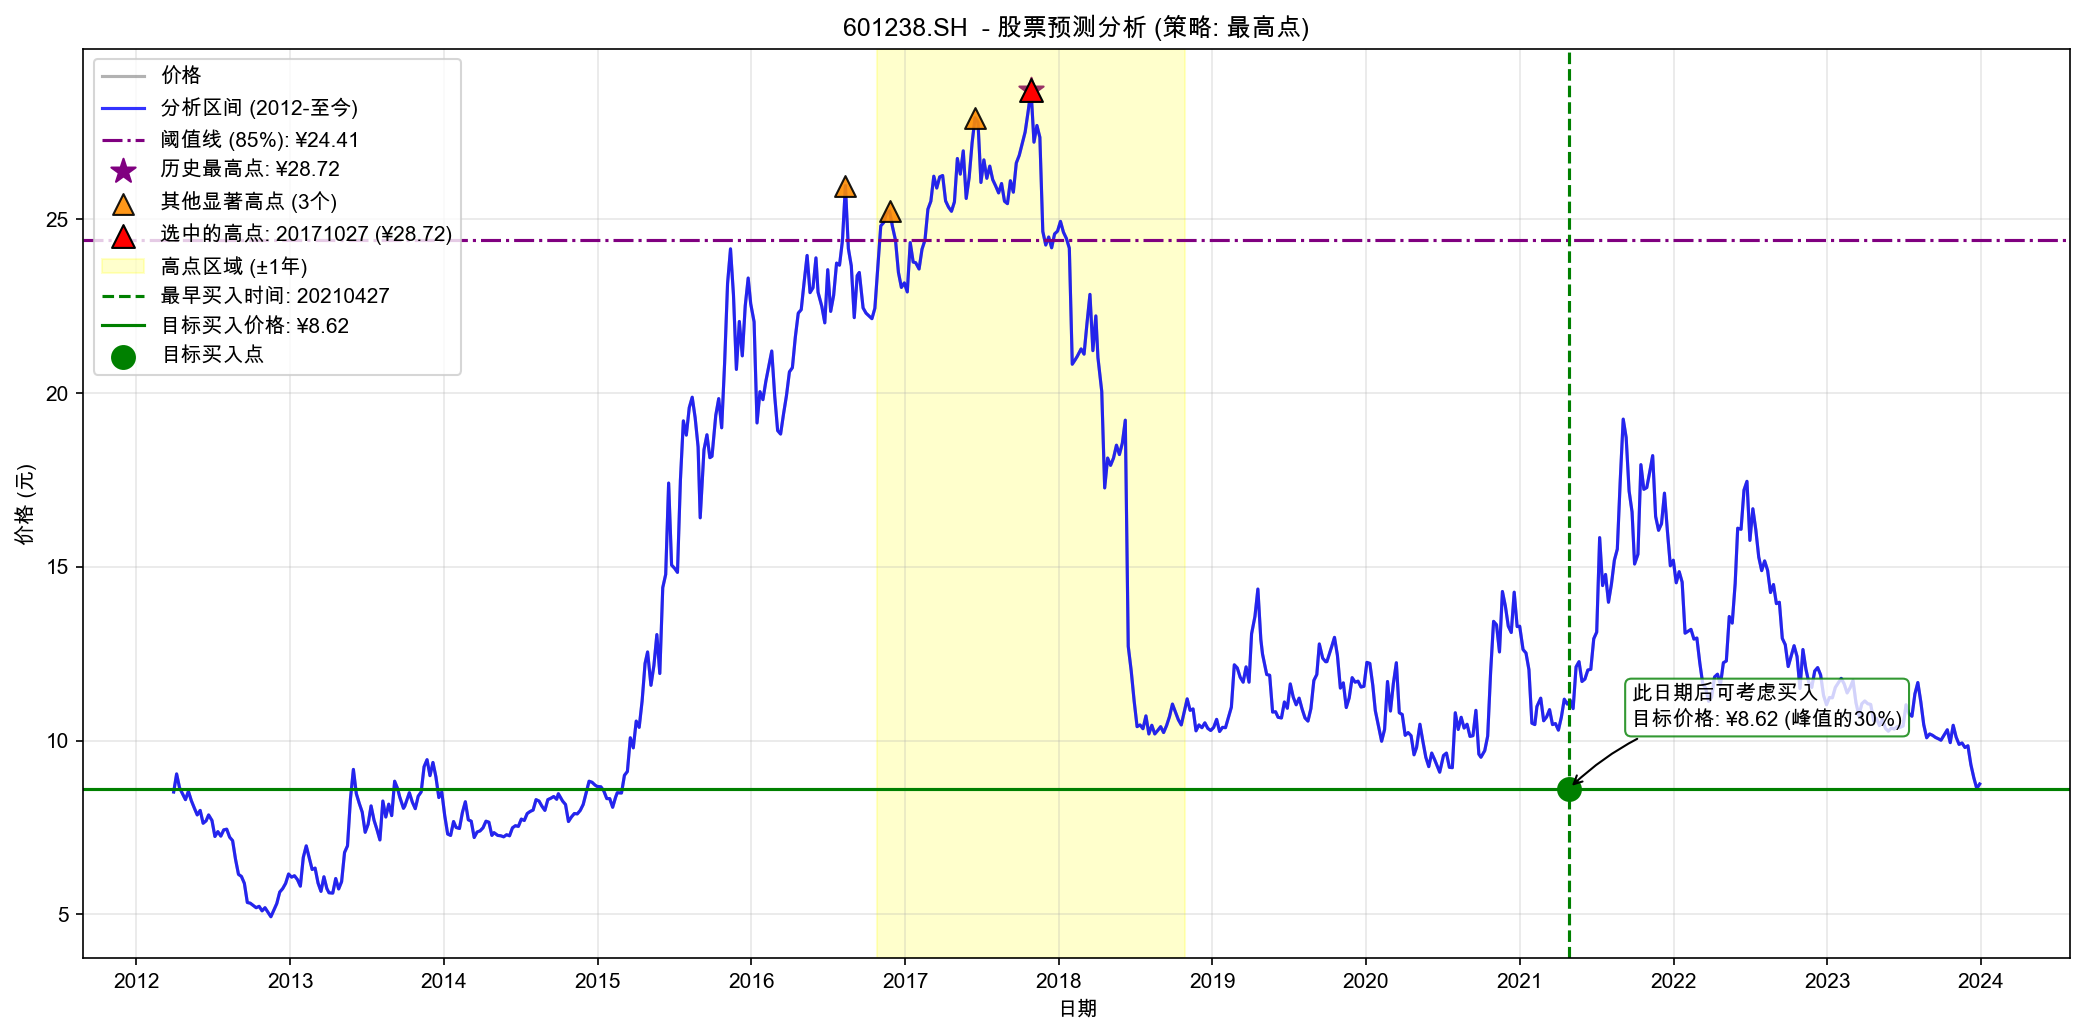 601238.SH  - 股票预测分析 (策略: 最高点)
价格
分析区间 (2012-至今)
阈值线 (85%): ¥24.41
历史最高点: ¥28.72
其他显著高点 (3个)
选中的高点: 20171027 (¥28.72)
高点区域 (±1年)
最早买入时间: 20210427
目标买入价格: ¥8.62
目标买入点
价格 (元)
25
20
15
10
5
此日期后可考虑买入
目标价格: ¥8.62 (峰值的30%)
2012
2013
2014
2015
2016
2017
2018
2019
2020
2021
2022
2023
2024
日期